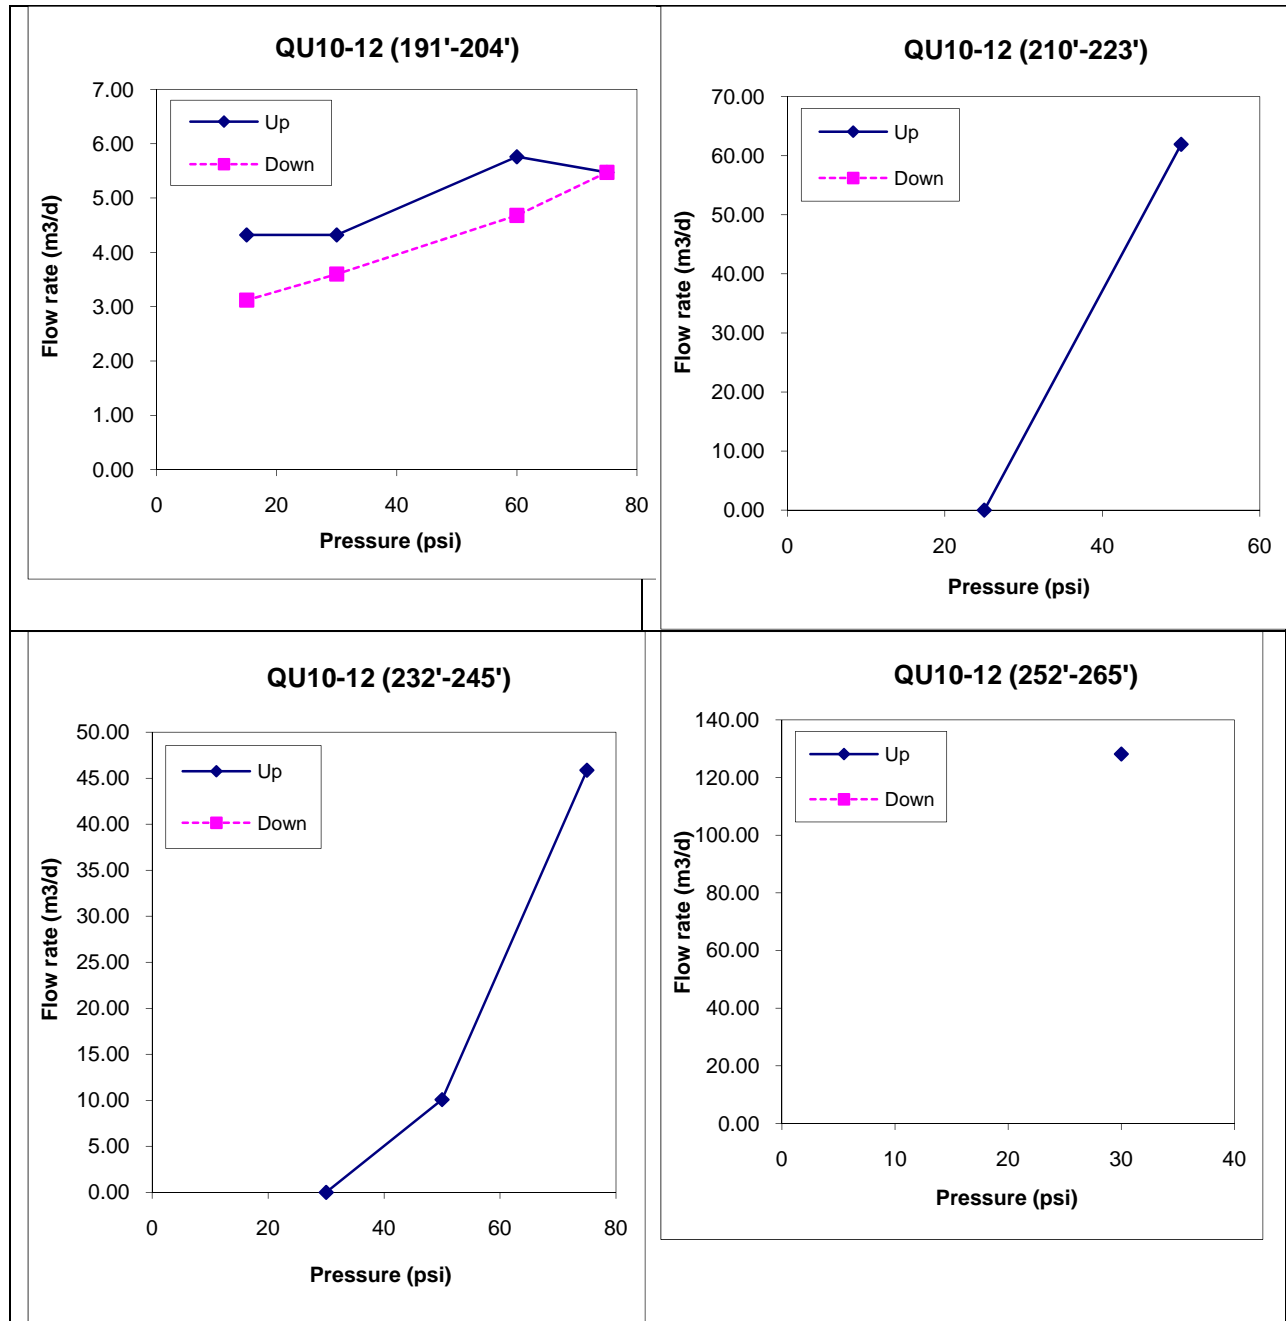 QU10-12 (191'-204')
7.00
6.00
5.00
4.00
3.00
2.00
1.00
0.00
Flow rate (m3/d)
Up
Down
0 20 40 60 80
Pressure (psi)
QU10-12 (210'-223')
70.00
60.00
50.00
40.00
30.00
20.00
10.00
0.00
Flow rate (m3/d)
Up
Down
0 20 40 60
Pressure (psi)
QU10-12 (232'-245')
50.00
45.00
40.00
35.00
30.00
25.00
20.00
15.00
10.00
5.00
0.00
Flow rate (m3/d)
Up
Down
0 20 40 60 80
Pressure (psi)
QU10-12 (252'-265')
140.00
120.00
100.00
80.00
60.00
40.00
20.00
0.00
Flow rate (m3/d)
Up
Down
0 10 20 30 40
Pressure (psi)